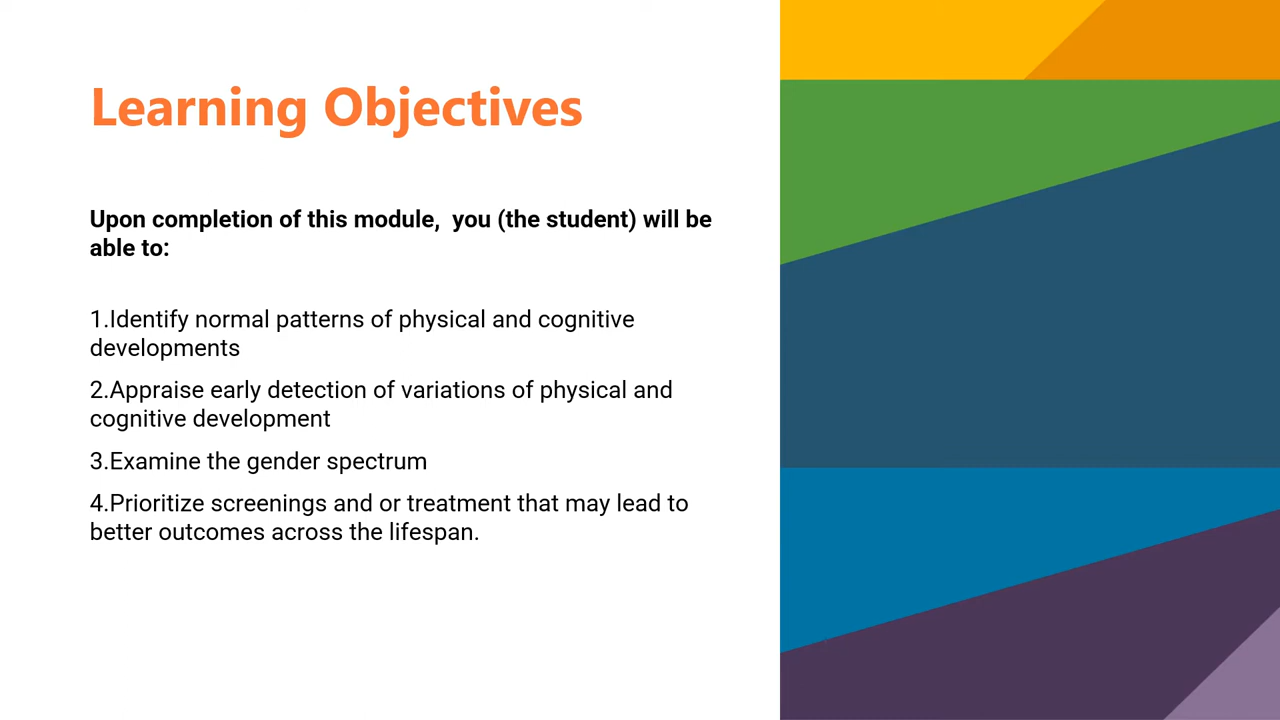 Learning Objectives
Upon completion of this module,  you (the student) will be
able to:
1.Identify normal patterns of physical and cognitive
developments
2.Appraise early detection of variations of physical and
cognitive development
3.Examine the gender spectrum
4.Prioritize screenings and or treatment that may lead to
better outcomes across the lifespan.